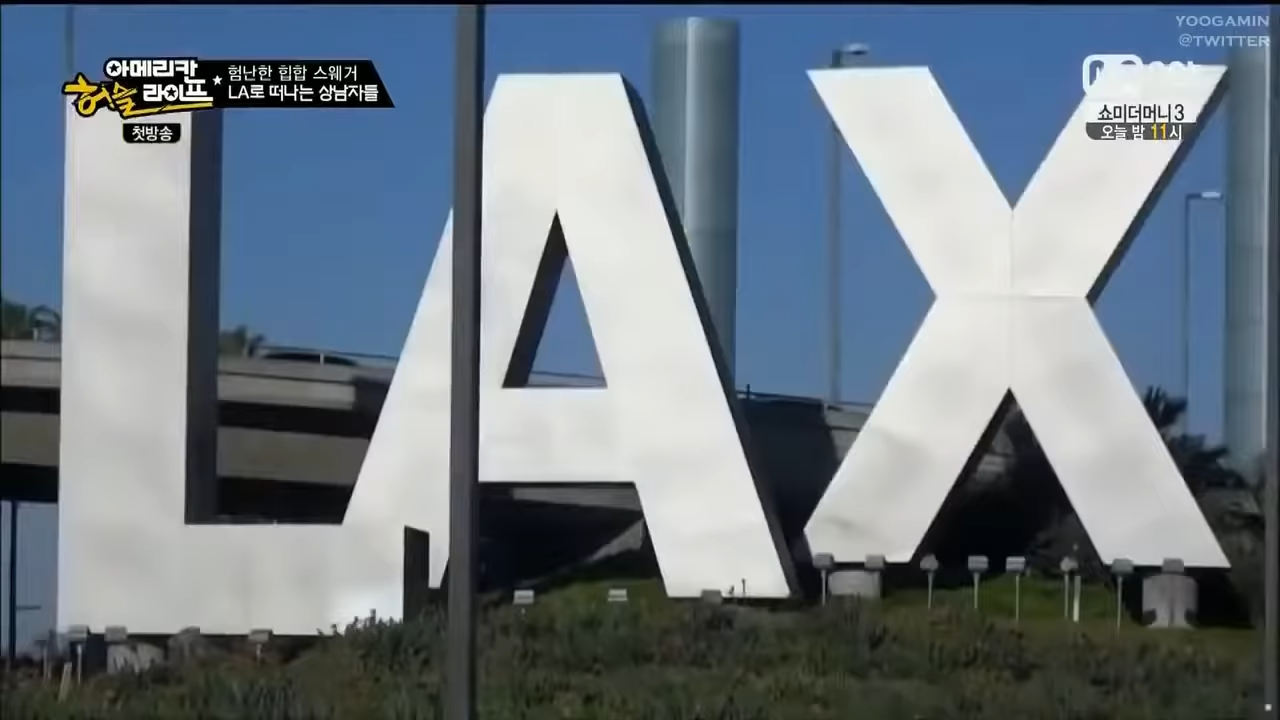 YOOGAMIN
@TWITTER
아메리칸
허슬 라이프
험난한 힙합 스웨거
LA로 떠나는 상남자들
첫방송
쇼미더머니 3
오늘 밤 11시
LAX